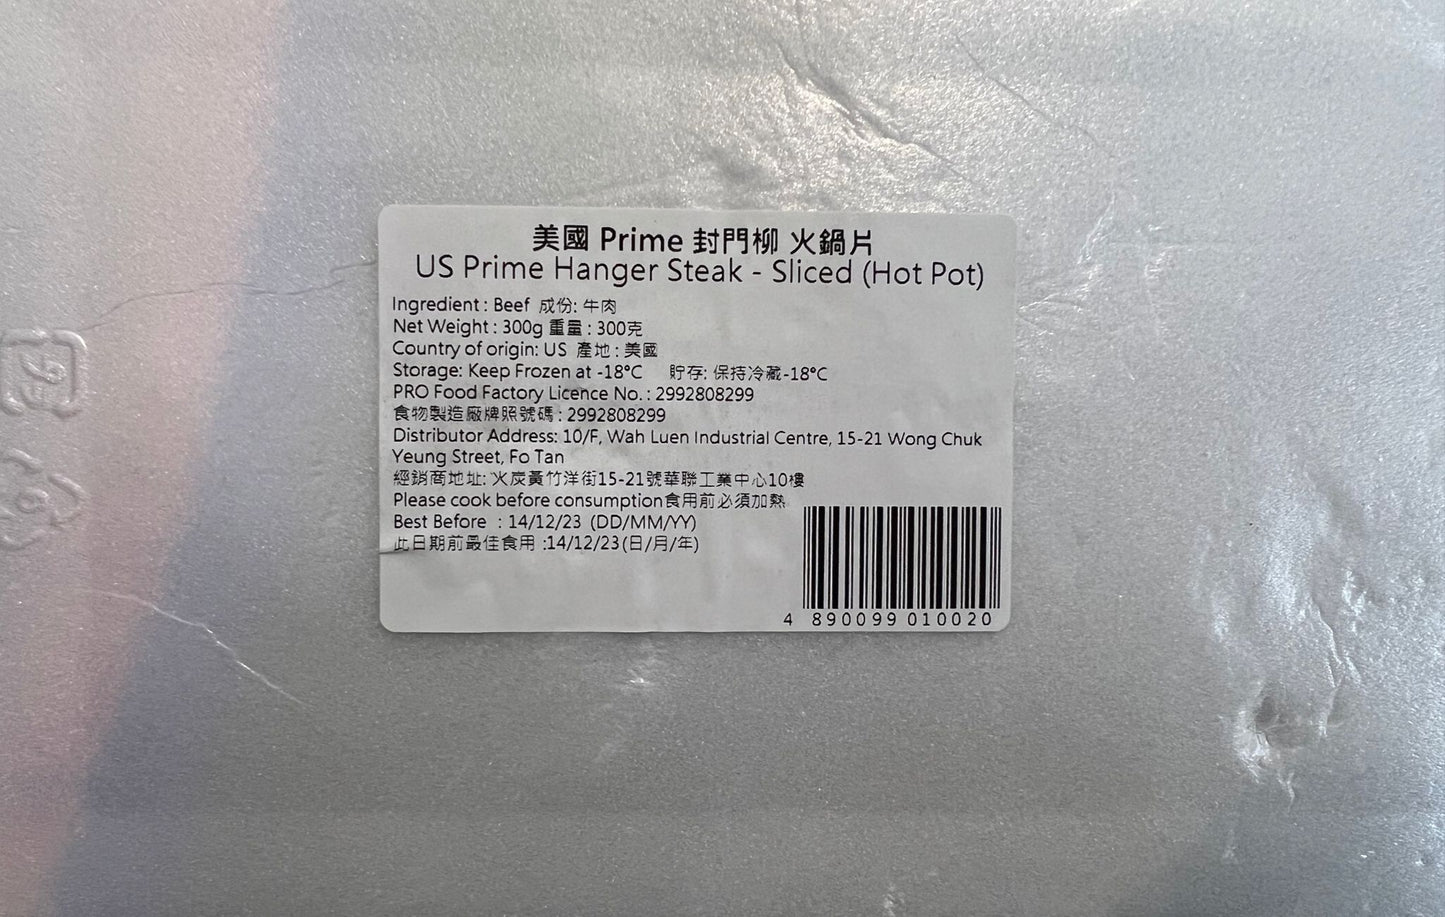 美國 Prime 封門柳 火鍋片
US Prime Hanger Steak - Sliced (Hot Pot)
Ingredient : Beef 成份: 牛肉
Net Weight : 300g 重量 : 300克
Country of origin: US 產地 : 美國
Storage: Keep Frozen at -18°C 貯存: 保持冷藏-18°C
PRO Food Factory Licence No. : 2992808299
食物製造廠牌照號碼 : 2992808299
Distributor Address: 10/F, Wah Luen Industrial Centre, 15-21 Wong Chuk
Yeung Street, Fo Tan
經銷商地址: 火炭黃竹洋街15-21號華聯工業中心10樓
Please cook before consumption食用前必須加熱
Best Before : 14/12/23 (DD/MM/YY)
此日期前最佳食用 :14/12/23(日/月/年)
4 890099 010020